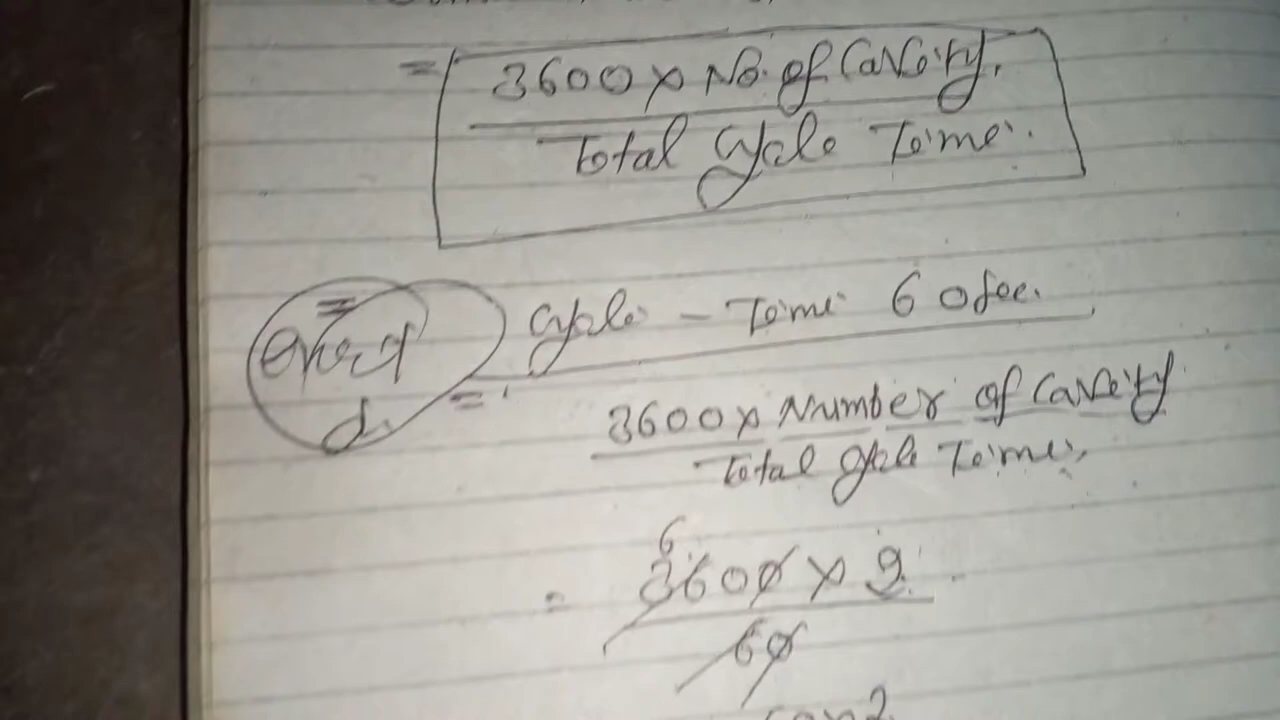 = 3600 x No. of Cavity.
Total Cycle Time.
= Cycle - Time 60 sec.
= 3600 x Number of Cavity
Total Cycle Time.
6
= 3600 x 2
60